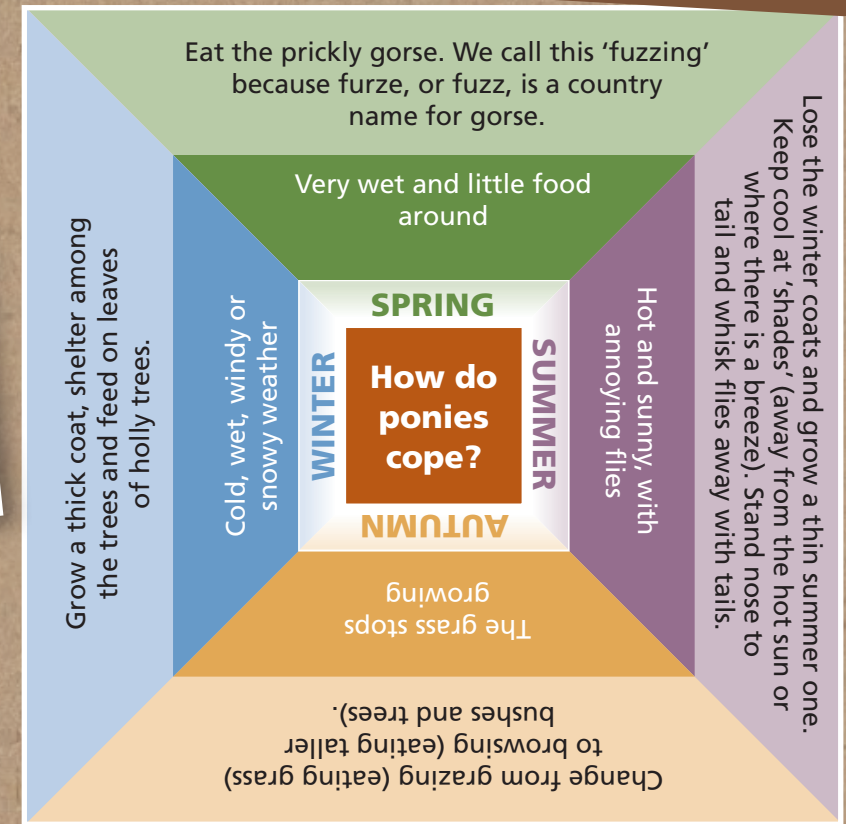 Eat the prickly gorse. We call this ‘fuzzing’
because furze, or fuzz, is a country
name for gorse.
Very wet and little food
around
SPRING
How do
ponies
cope?
SUMMER
Hot and sunny, with
annoying flies
Lose the winter coats and grow a thin summer one.
Keep cool at ‘shades’ (away from the hot sun or
where there is a breeze). Stand nose to
tail and whisk flies away with tails.
AUTUMN
The grass stops
growing
Change from grazing (eating grass)
to browsing (eating taller
bushes and trees).
WINTER
Cold, wet, windy or
snowy weather
Grow a thick coat, shelter among
the trees and feed on leaves
of holly trees.